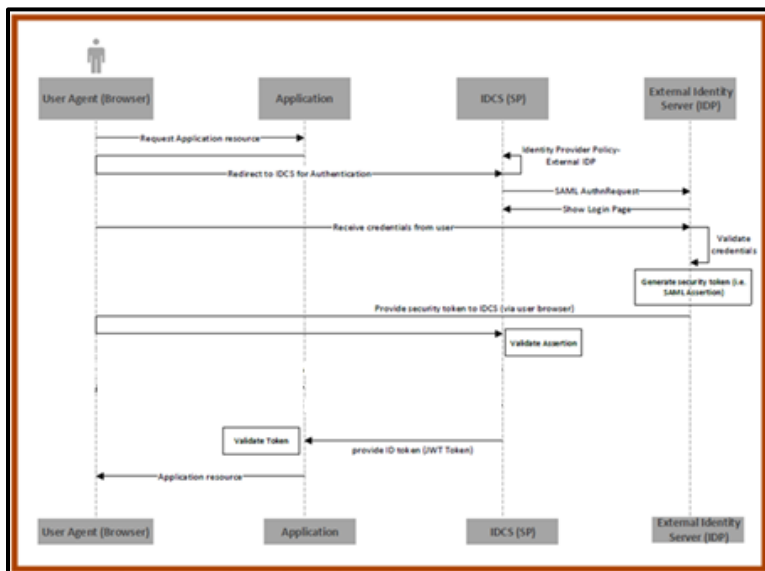 User Agent (Browser)
Application
IDCS (SP)
External Identity
Server (IDP)
Request Application resource
Identity Provider Policy-
External IDP
Redirect to IDCS for Authentication
SAML AuthnRequest
Show Login Page
Receive credentials from user
Validate
credentials
Generate security token (i.e.
SAML Assertion)
Provide security token to IDCS (via user browser)
Validate Assertion
Validate Token
provide ID token (JWT Token)
Application resource
User Agent (Browser)
Application
IDCS (SP)
External Identity
Server (IDP)